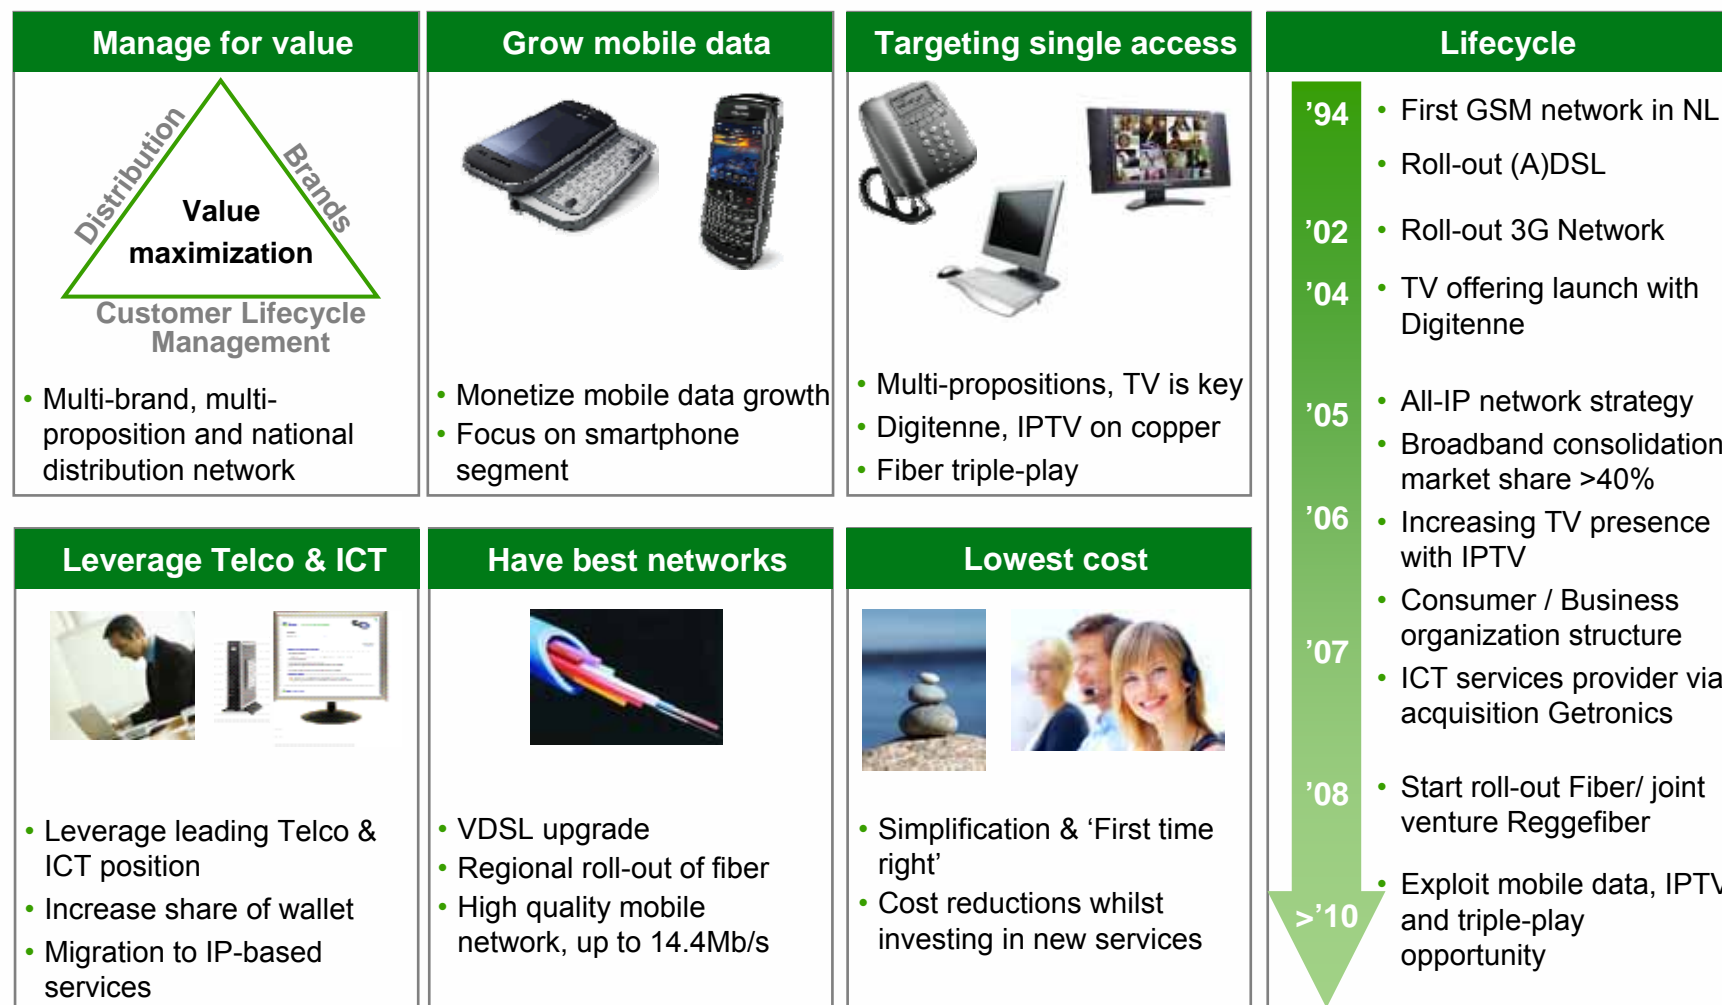 Manage for value
Distribution
Brands
Value
maximization
Customer Lifecycle
Management
• Multi-brand, multi-
proposition and national
distribution network
Grow mobile data
• Monetize mobile data growth
• Focus on smartphone
segment
Targeting single access
• Multi-propositions, TV is key
• Digitenne, IPTV on copper
• Fiber triple-play
Leverage Telco & ICT
• Leverage leading Telco &
ICT position
• Increase share of wallet
• Migration to IP-based
services
Have best networks
• VDSL upgrade
• Regional roll-out of fiber
• High quality mobile
network, up to 14.4Mb/s
Lowest cost
• Simplification & ‘First time
right’
• Cost reductions whilst
investing in new services
Lifecycle
’94
• First GSM network in NL
• Roll-out (A)DSL
’02
• Roll-out 3G Network
’04
• TV offering launch with
Digitenne
’05
• All-IP network strategy
• Broadband consolidation
market share >40%
’06
• Increasing TV presence
with IPTV
• Consumer / Business
organization structure
’07
• ICT services provider via
acquisition Getronics
’08
• Start roll-out Fiber/ joint
venture Reggefiber
>’10
• Exploit mobile data, IPTV
and triple-play
opportunity